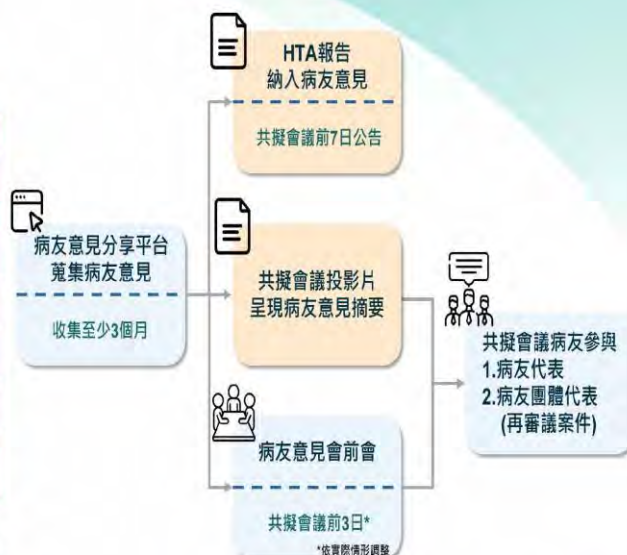 HTA報告
納入病友意見
共擬會議前7日公告
病友意見分享平台
蒐集病友意見
收集至少3個月
共擬會議投影片
呈現病友意見摘要
共擬會議病友參與
1.病友代表
2.病友團體代表
(再審議案件)
病友意見會前會
共擬會議前3日*
*依實際情形調整